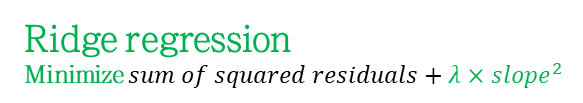 Ridge regression
Minimize sum of squared residuals + λ × slope²